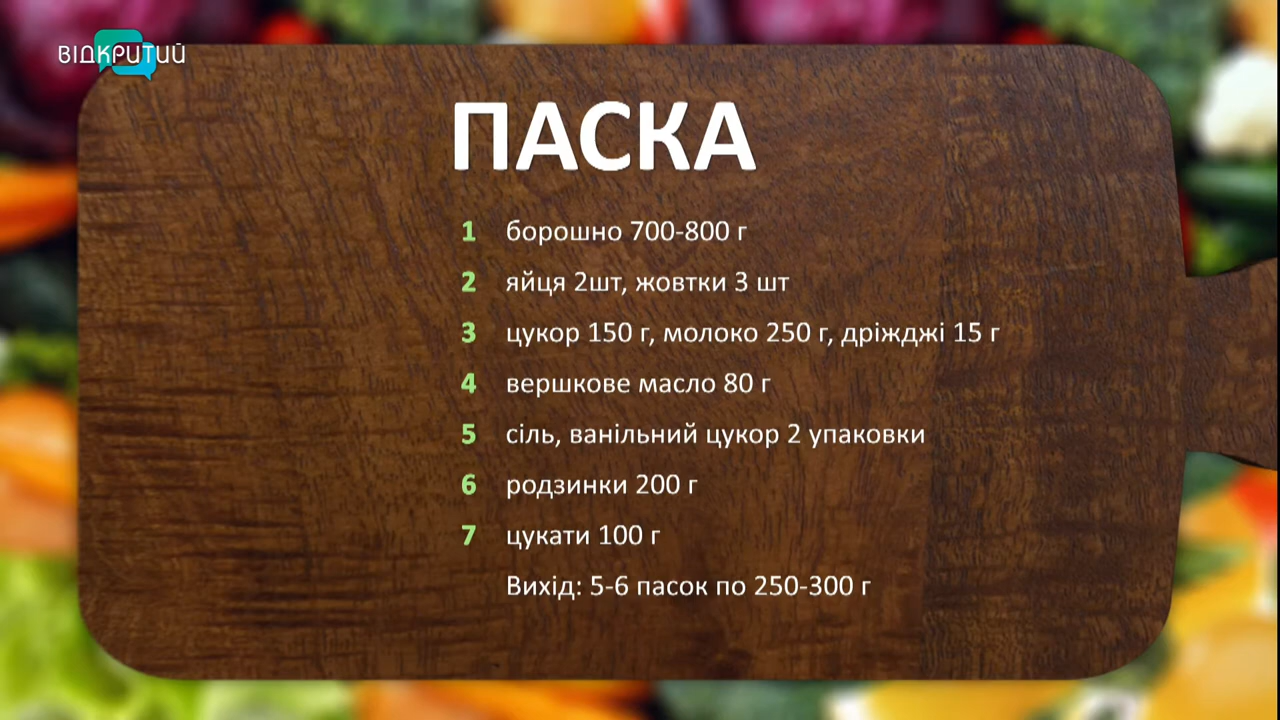 ВІДКРИТИЙ
ПАСКА
1 борошно 700-800 г
2 яйця 2шт, жовтки 3 шт
3 цукор 150 г, молоко 250 г, дріжджі 15 г
4 вершкове масло 80 г
5 сіль, ванільний цукор 2 упаковки
6 родзинки 200 г
7 цукати 100 г
Вихід: 5-6 пасок по 250-300 г